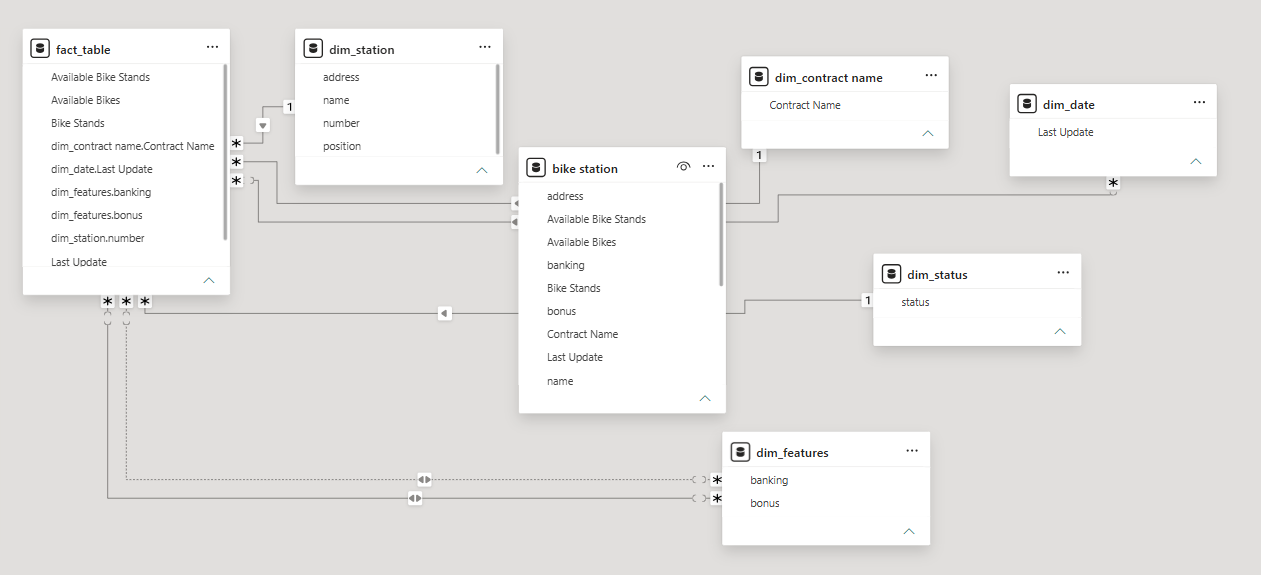 fact_table
Available Bike Stands
Available Bikes
Bike Stands
dim_contract name.Contract Name
dim_date.Last Update
dim_features.banking
dim_features.bonus
dim_station.number
Last Update
dim_station
address
name
number
position
bike station
address
Available Bike Stands
Available Bikes
banking
Bike Stands
bonus
Contract Name
Last Update
name
dim_contract name
Contract Name
dim_date
Last Update
dim_status
status
dim_features
banking
bonus
1
*
*
*
1
*
1
*
*
*
*
*